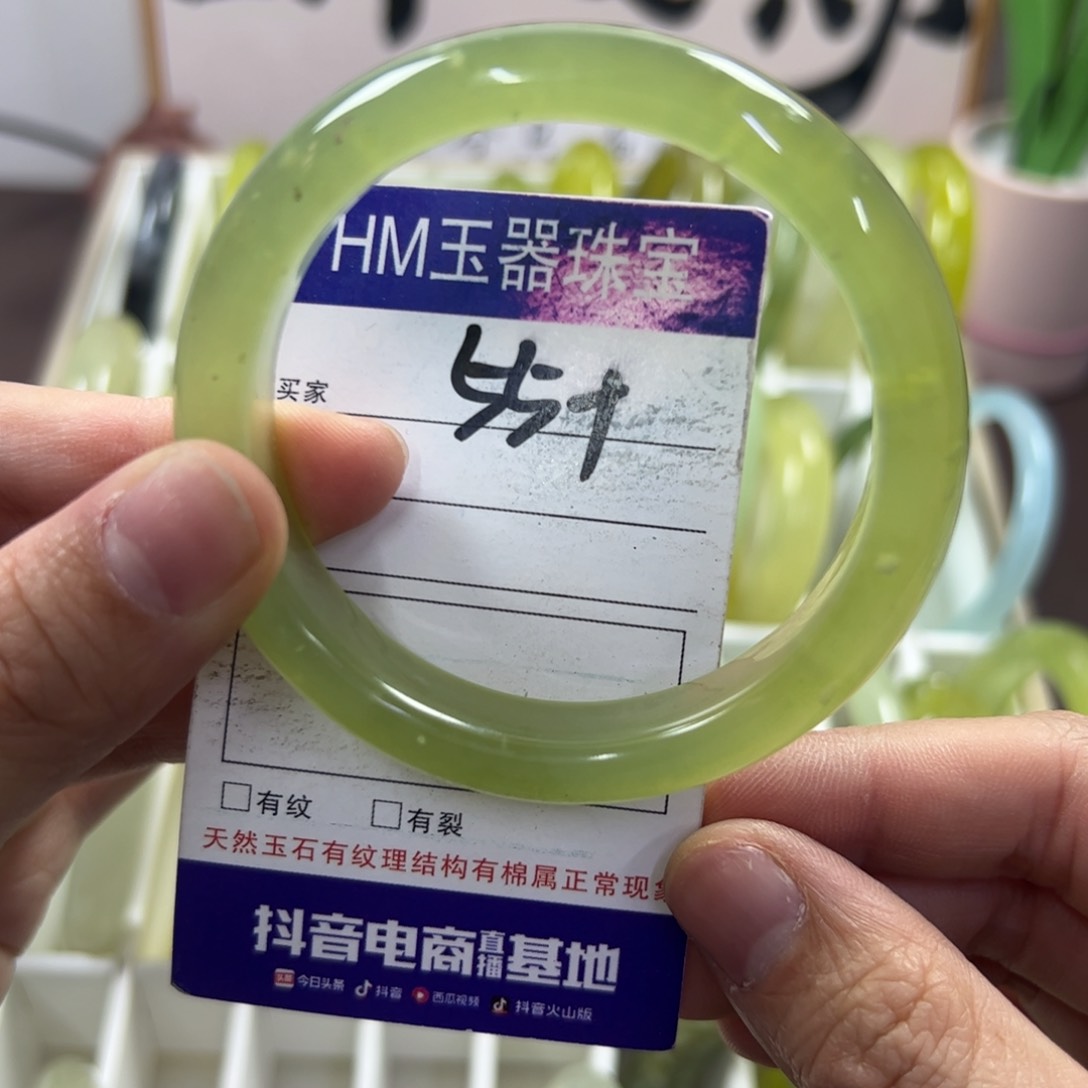 HM玉器珠宝
买家
有纹 有裂
天然玉石有纹理结构有棉属正常现象
抖音电商直播基地
今日头条 抖音 西瓜视频 抖音火山版